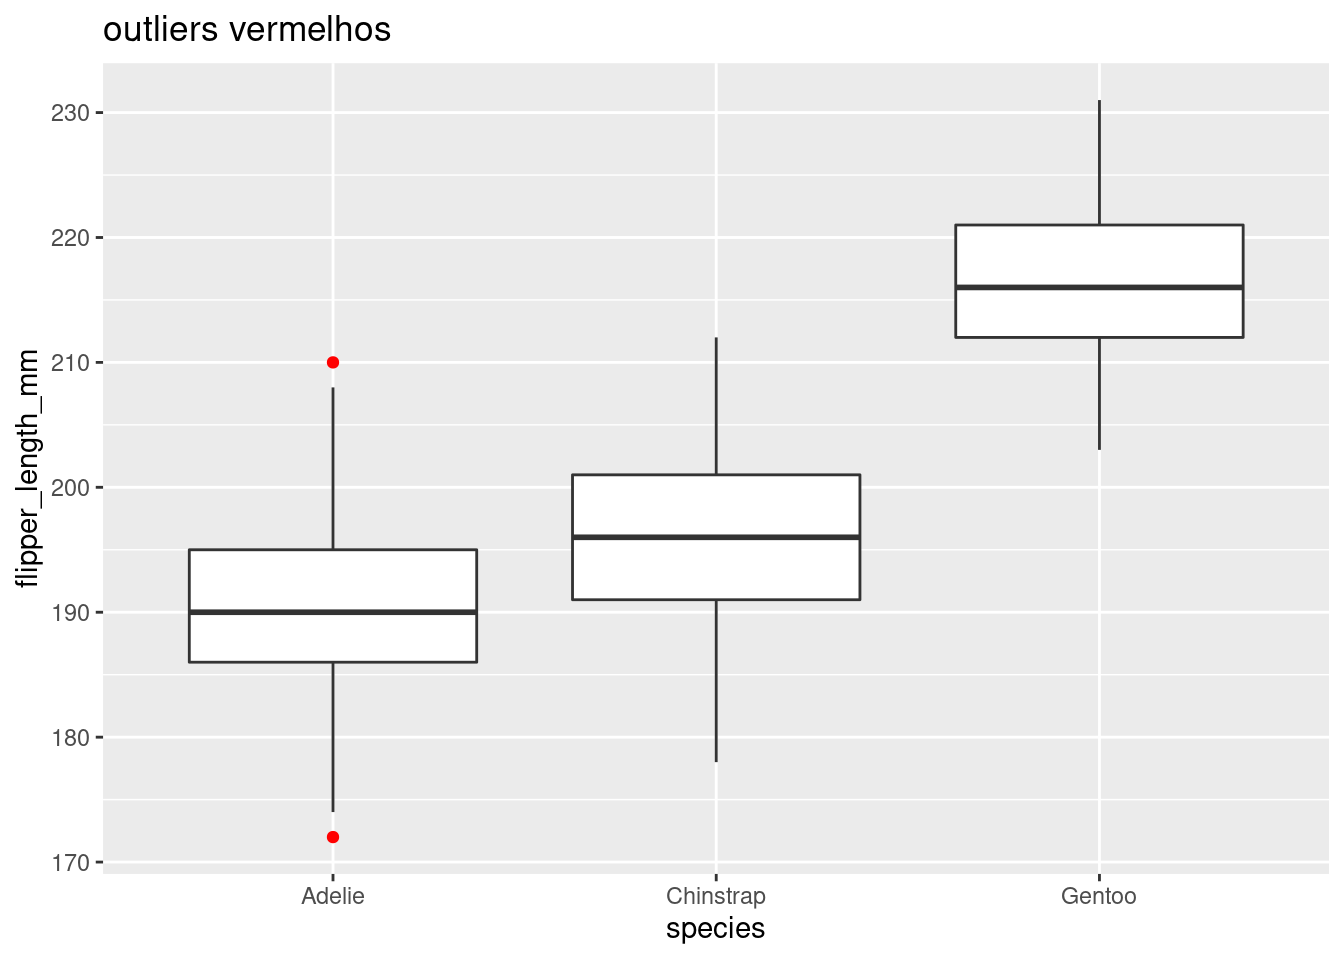 outliers vermelhos
230
220
210
200
190
180
170
flipper_length_mm
Adelie
Chinstrap
Gentoo
species